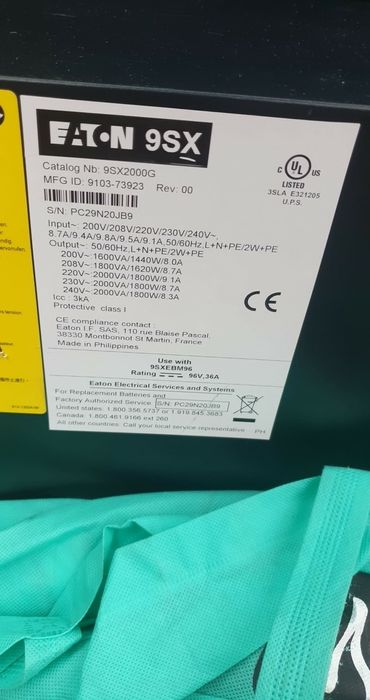 EATON 9SX
Catalog Nb: 9SX2000G
MFG ID: 9103-73923 Rev: 00
S/N: PC29N20JB9
C UL US
LISTED
3SLA E321205
U.P.S.
Input~: 200V/208V/220V/230V/240V~,
8.7A/9.4A/9.8A/9.5A/9.1A,50/60Hz,L+N+PE/2W+PE
Output~: 50/60Hz,L+N+PE/2W+PE
200V~:1600VA/1440W/8.0A
208V~:1800VA/1620W/8.7A
220V~:2000VA/1800W/9.1A
230V~:2000VA/1800W/8.7A
240V~:2000VA/1800W/8.3A
Icc : 3kA
Protective class I
CE
CE compliance contact :
Eaton I.F. SAS, 110 rue Blaise Pascal,
38330 Montbonnot St Martin, France
Made in Philippines
Use with
9SXEBM96
Rating 96V,36A
Eaton Electrical Services and Systems
For Replacement Batteries and
Factory Authorized Service: S/N: PC29N20JB9
United states: 1.800.356.5737 or 1.919.845.3683
Canada: 1.800.461.9166 ext 260
All other countries: Call your local service representative PH